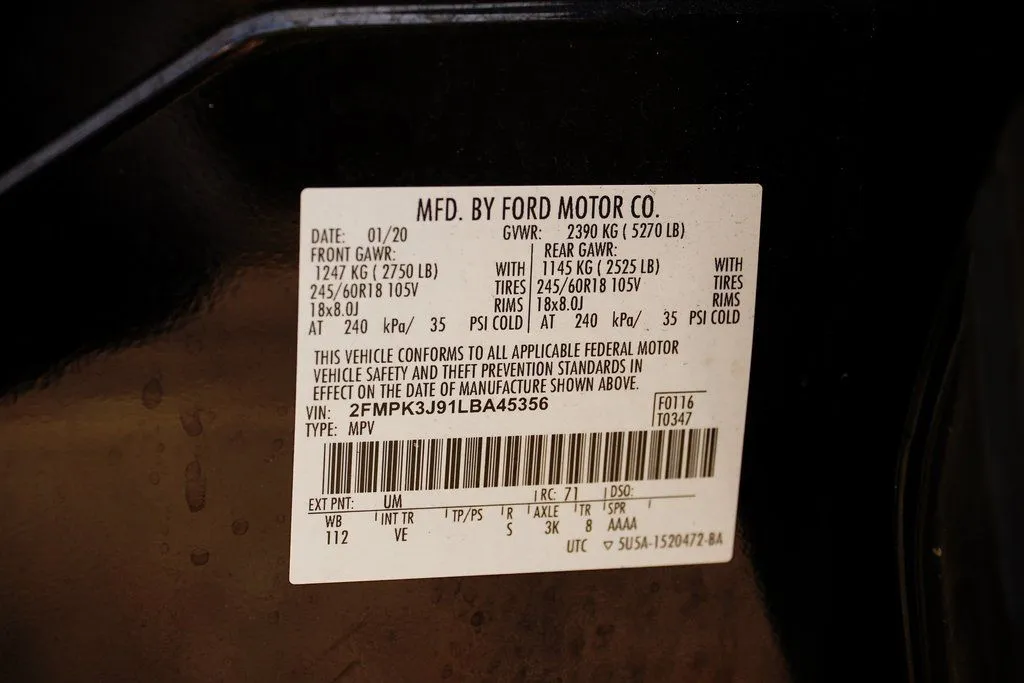 MFD. BY FORD MOTOR CO.
DATE: 01/20 GVWR: 2390 KG ( 5270 LB)
FRONT GAWR: REAR GAWR:
1247 KG ( 2750 LB) WITH 1145 KG ( 2525 LB) WITH
245/60R18 105V TIRES 245/60R18 105V TIRES
18x8.0J RIMS 18x8.0J RIMS
AT 240 kPa/ 35 PSI COLD AT 240 kPa/ 35 PSI COLD
THIS VEHICLE CONFORMS TO ALL APPLICABLE FEDERAL MOTOR
VEHICLE SAFETY AND THEFT PREVENTION STANDARDS IN
EFFECT ON THE DATE OF MANUFACTURE SHOWN ABOVE.
VIN: 2FMPK3J91LBA45356 F0116
TYPE: MPV T0347
EXT PNT: UM RC: 71 DSO:
WB INT TR TP/PS R AXLE TR SPR
112 VE S 3K 8 AAAA
UTC ▽ 5U5A-1520472-BA